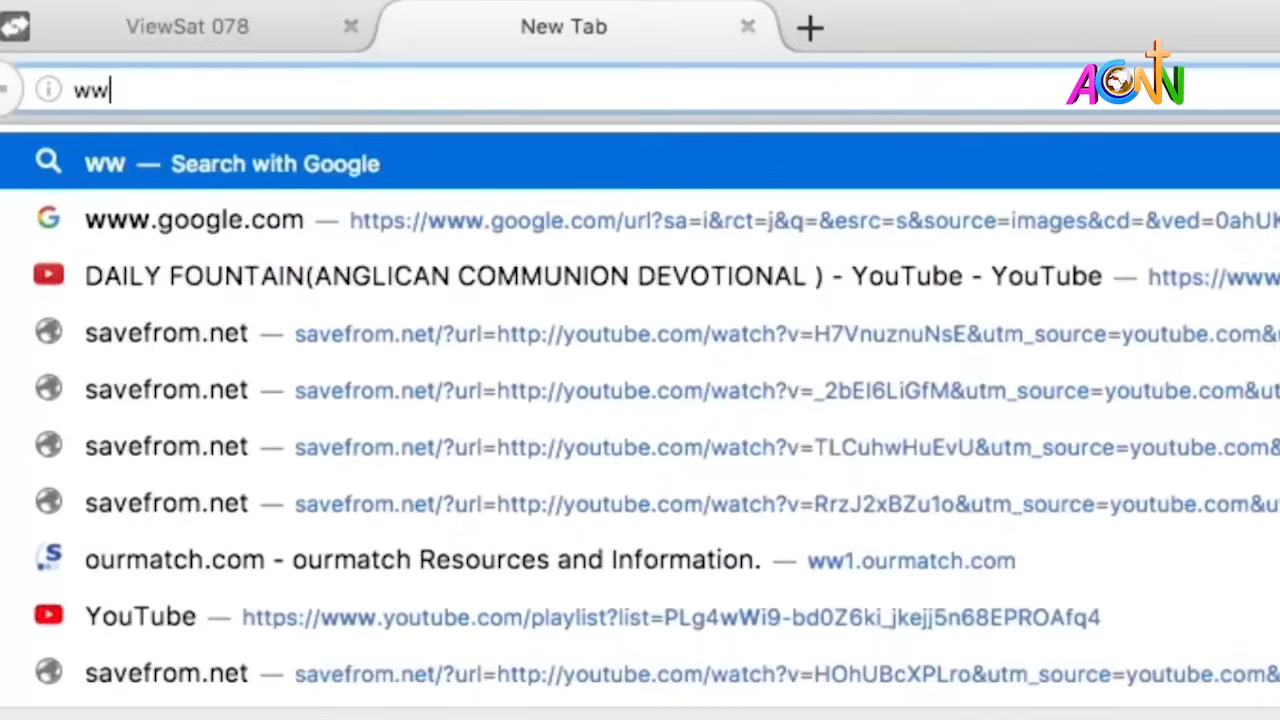 ViewSat 078
New Tab
ww
ACNN
ww — Search with Google
www.google.com — https://www.google.com/url?sa=i&rct=j&q=&esrc=s&source=images&cd=&ved=0ahUK
DAILY FOUNTAIN(ANGLICAN COMMUNION DEVOTIONAL ) - YouTube - YouTube — https://www
savefrom.net — savefrom.net/?url=http://youtube.com/watch?v=H7VnuznuNsE&utm_source=youtube.com&
savefrom.net — savefrom.net/?url=http://youtube.com/watch?v=_2bEI6LiGfM&utm_source=youtube.com&ut
savefrom.net — savefrom.net/?url=http://youtube.com/watch?v=TLCuhwHuEvU&utm_source=youtube.com&
savefrom.net — savefrom.net/?url=http://youtube.com/watch?v=RrzJ2xBZu1o&utm_source=youtube.com&u
ourmatch.com - ourmatch Resources and Information. — ww1.ourmatch.com
YouTube — https://www.youtube.com/playlist?list=PLg4wWi9-bd0Z6ki_jkejj5n68EPROAfq4
savefrom.net — savefrom.net/?url=http://youtube.com/watch?v=HOhUBcXPLro&utm_source=youtube.com&